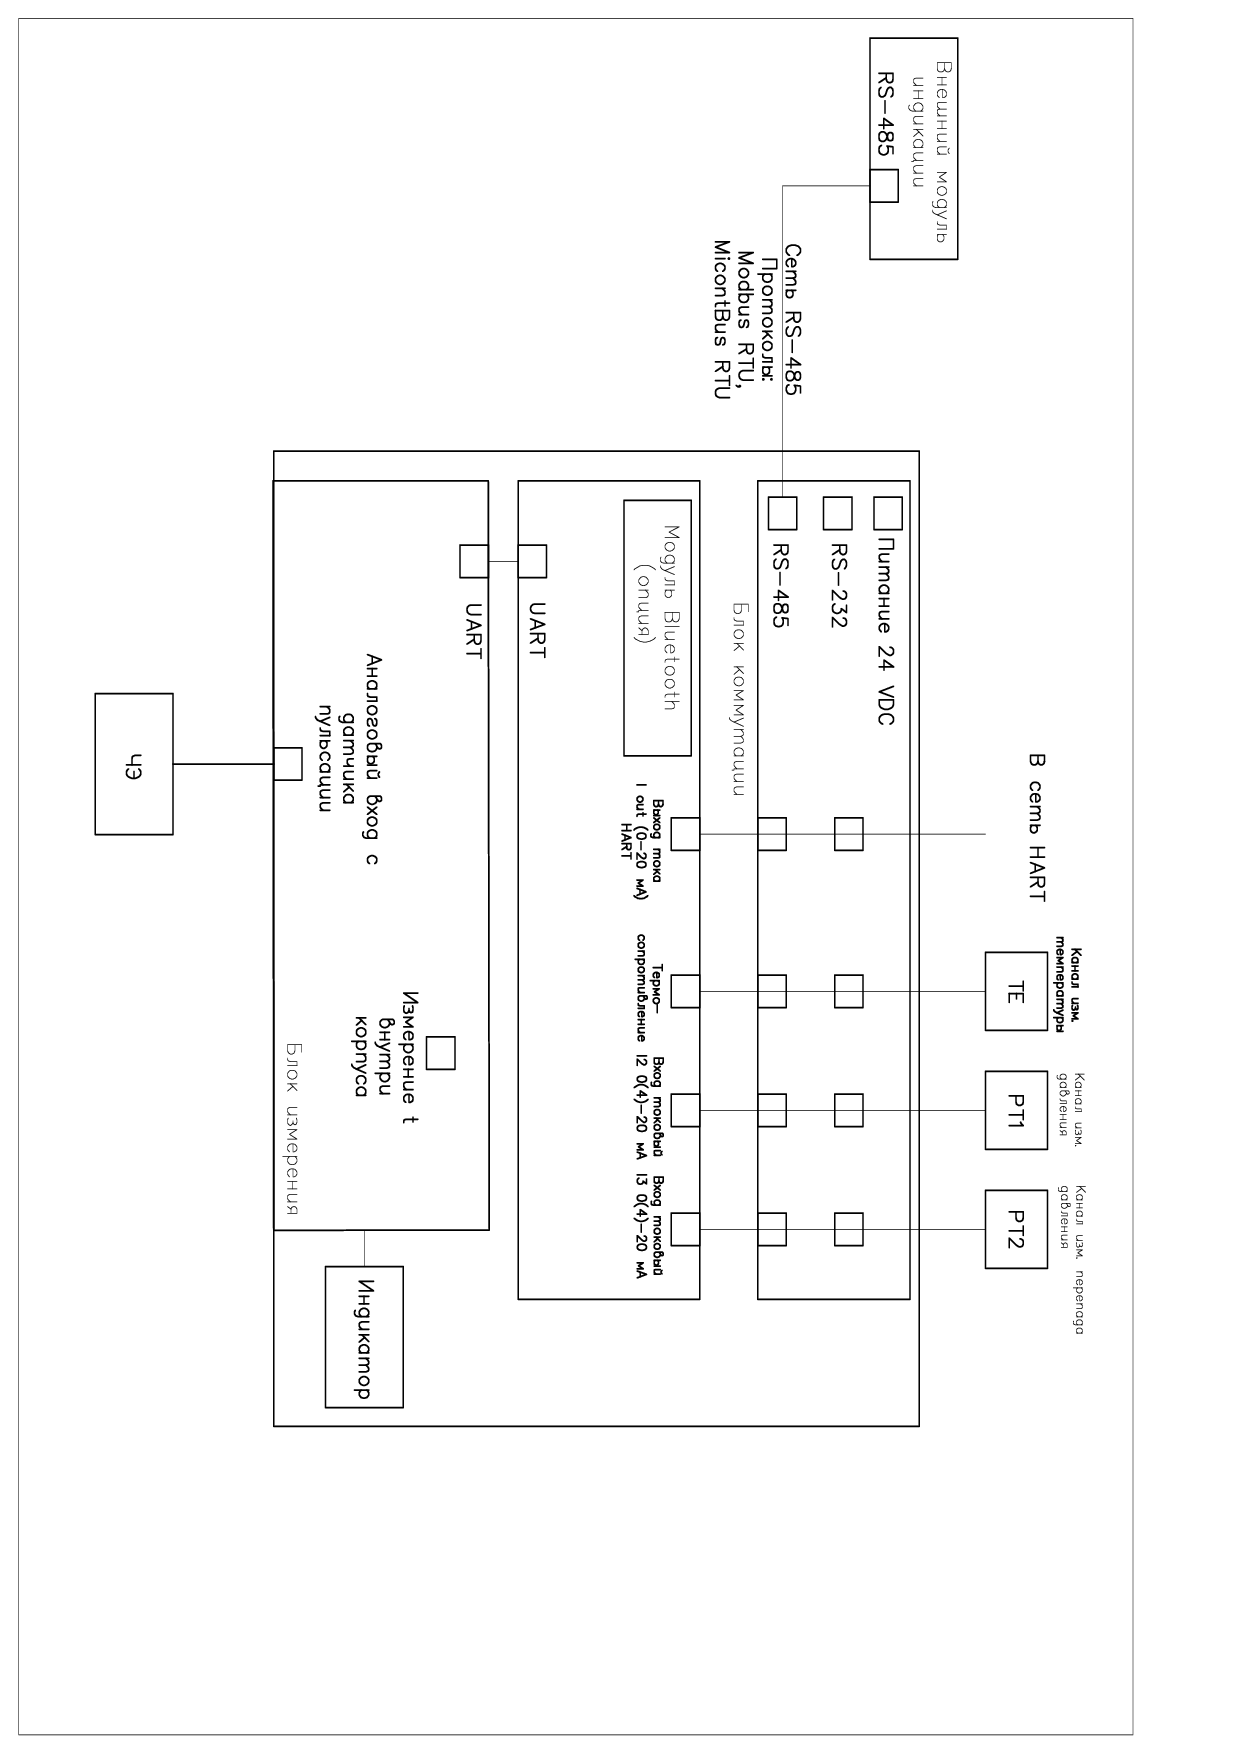 Внешний модуль
индикации
RS-485
Сеть RS-485
Протоколы:
Modbus RTU,
MicontBus RTU
В сеть HART
Канал изм.
температуры
TE
Канал изм.
давления
PT1
Канал изм. перепада
давления
PT2
Питание 24 VDC
RS-232
RS-485
Блок коммутации
Модуль Bluetooth
(опция)
Выход тока
I out (0-20 мА)
HART
Термо-
сопротивление
Вход токовый
I2 0(4)-20 мА
Вход токовый
I3 0(4)-20 мА
UART
UART
Аналоговый вход с
датчика
пульсации
Измерение t
внутри
корпуса
Блок измерения
Индикатор
ЧЭ